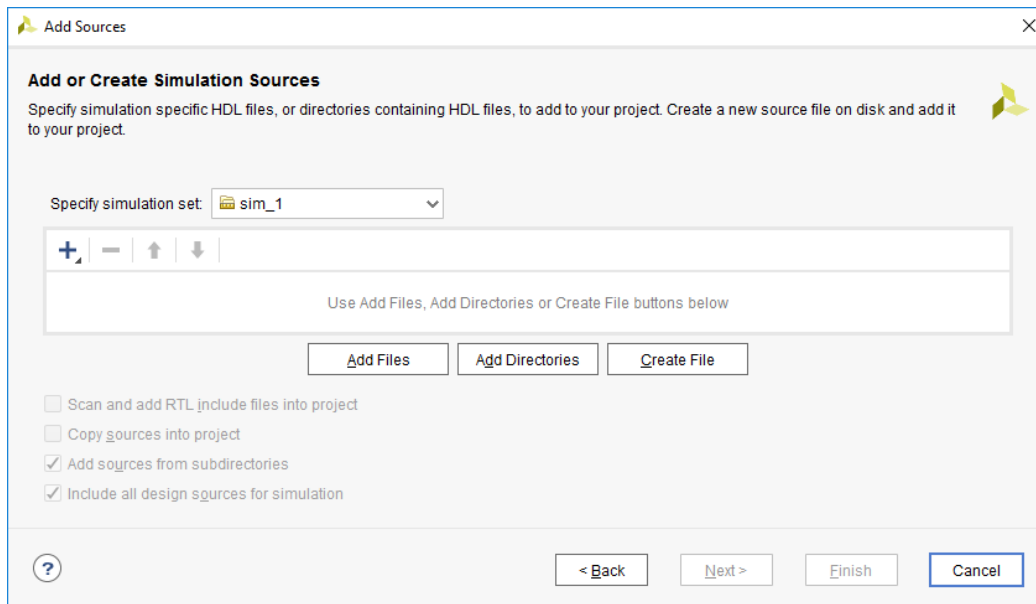 Add Sources
Add or Create Simulation Sources
Specify simulation specific HDL files, or directories containing HDL files, to add to your project. Create a new source file on disk and add it
to your project.
Specify simulation set: sim_1
Use Add Files, Add Directories or Create File buttons below
Add Files Add Directories Create File
Scan and add RTL include files into project
Copy sources into project
Add sources from subdirectories
Include all design sources for simulation
? < Back Next > Finish Cancel